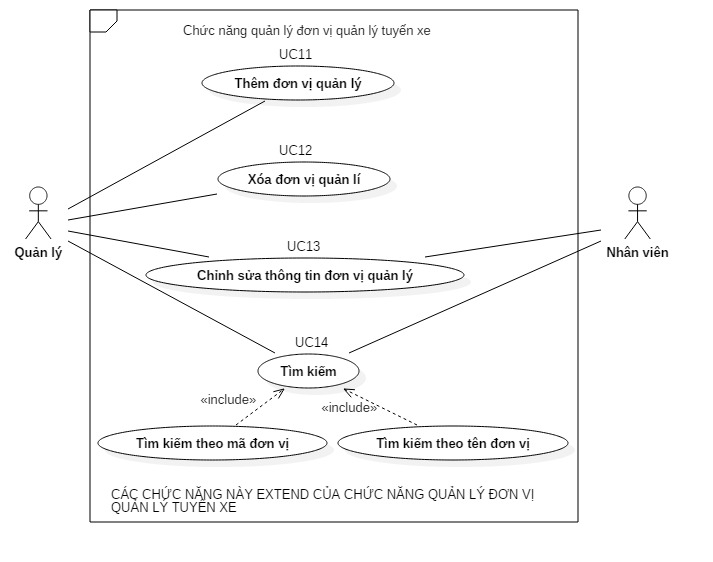 Chức năng quản lý đơn vị quản lý tuyến xe
UC11
Thêm đơn vị quản lý
UC12
Xóa đơn vị quản lí
Quản lý
Nhân viên
UC13
Chỉnh sửa thông tin đơn vị quản lý
UC14
Tìm kiếm
«include»
«include»
Tìm kiếm theo mã đơn vị
Tìm kiếm theo tên đơn vị
CÁC CHỨC NĂNG NÀY EXTEND CỦA CHỨC NĂNG QUẢN LÝ ĐƠN VỊ
QUẢN LÝ TUYẾN XE